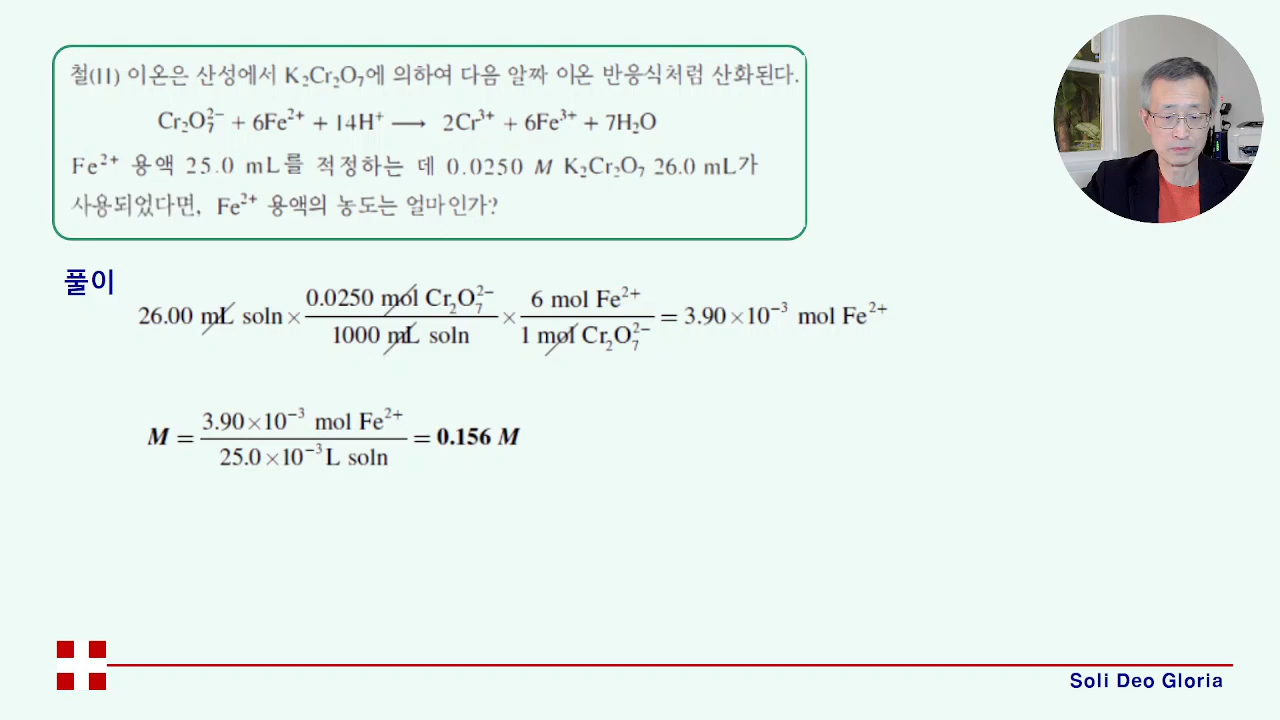 철(II) 이온은 산성에서 K₂Cr₂O₇에 의하여 다음 알짜 이온 반응식처럼 산화된다.
Cr₂O₇²⁻ + 6Fe²⁺ + 14H⁺ ⟶ 2Cr³⁺ + 6Fe³⁺ + 7H₂O
Fe²⁺ 용액 25.0 mL를 적정하는 데 0.0250 M K₂Cr₂O₇ 26.0 mL가
사용되었다면, Fe²⁺ 용액의 농도는 얼마인가?
풀이
26.00 mL soln × (0.0250 mol Cr₂O₇²⁻ / 1000 mL soln) × (6 mol Fe²⁺ / 1 mol Cr₂O₇²⁻) = 3.90×10⁻³ mol Fe²⁺
M = (3.90×10⁻³ mol Fe²⁺ / 25.0×10⁻³ L soln) = 0.156 M
Soli Deo Gloria